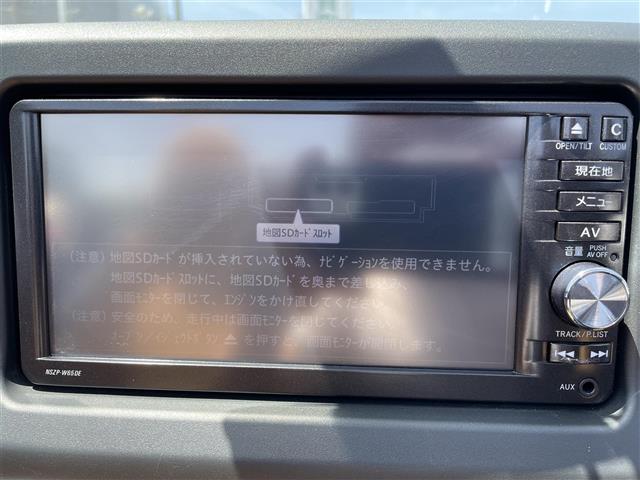 OPEN/TILT
C
CUSTOM
現在地
メニュー
AV
音量 PUSH AV OFF
TRACK/P.LIST
AUX
地図SDｶｰﾄﾞｽﾛｯﾄ
(注意) 地図SDｶｰﾄﾞが挿入されていない為、ﾅﾋﾞｹﾞｰｼｮﾝを使用できません。
地図SDｶｰﾄﾞｽﾛｯﾄに、地図SDｶｰﾄﾞを奥まで差し込み、
画面ﾓﾆﾀｰを閉じて、ｴﾝｼﾞﾝをかけ直してください。
(注意) 安全のため、走行中は画面ﾓﾆﾀｰを閉じてください。
を押すと、画面ﾓﾆﾀｰが開閉します。
NSZP-W65DE